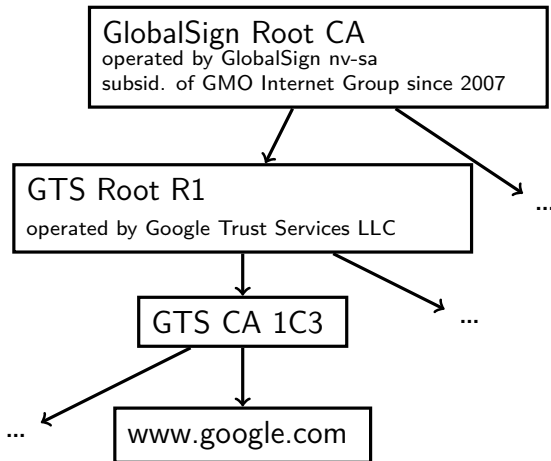 GlobalSign Root CA
operated by GlobalSign nv-sa
subsid. of GMO Internet Group since 2007
GTS Root R1
operated by Google Trust Services LLC
...
GTS CA 1C3
...
www.google.com
...